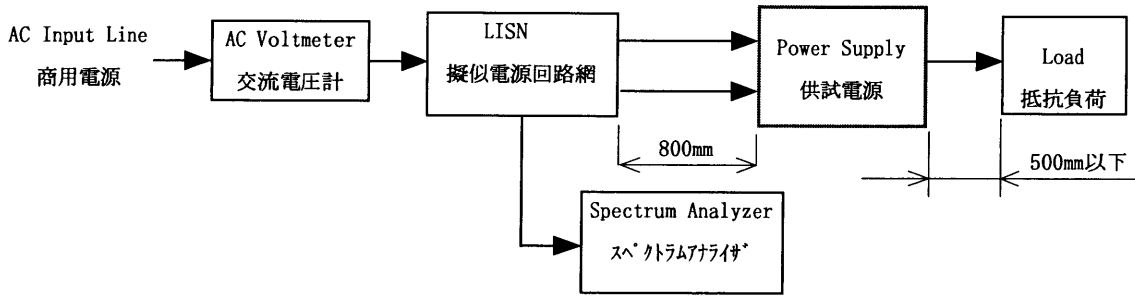 AC Input Line
商用電源
AC Voltmeter
交流電圧計
LISN
擬似電源回路網
Power Supply
供試電源
Load
抵抗負荷
800mm
500mm以下
Spectrum Analyzer
ｽﾍﾟｸﾄﾗﾑｱﾅﾗｲｻﾞ